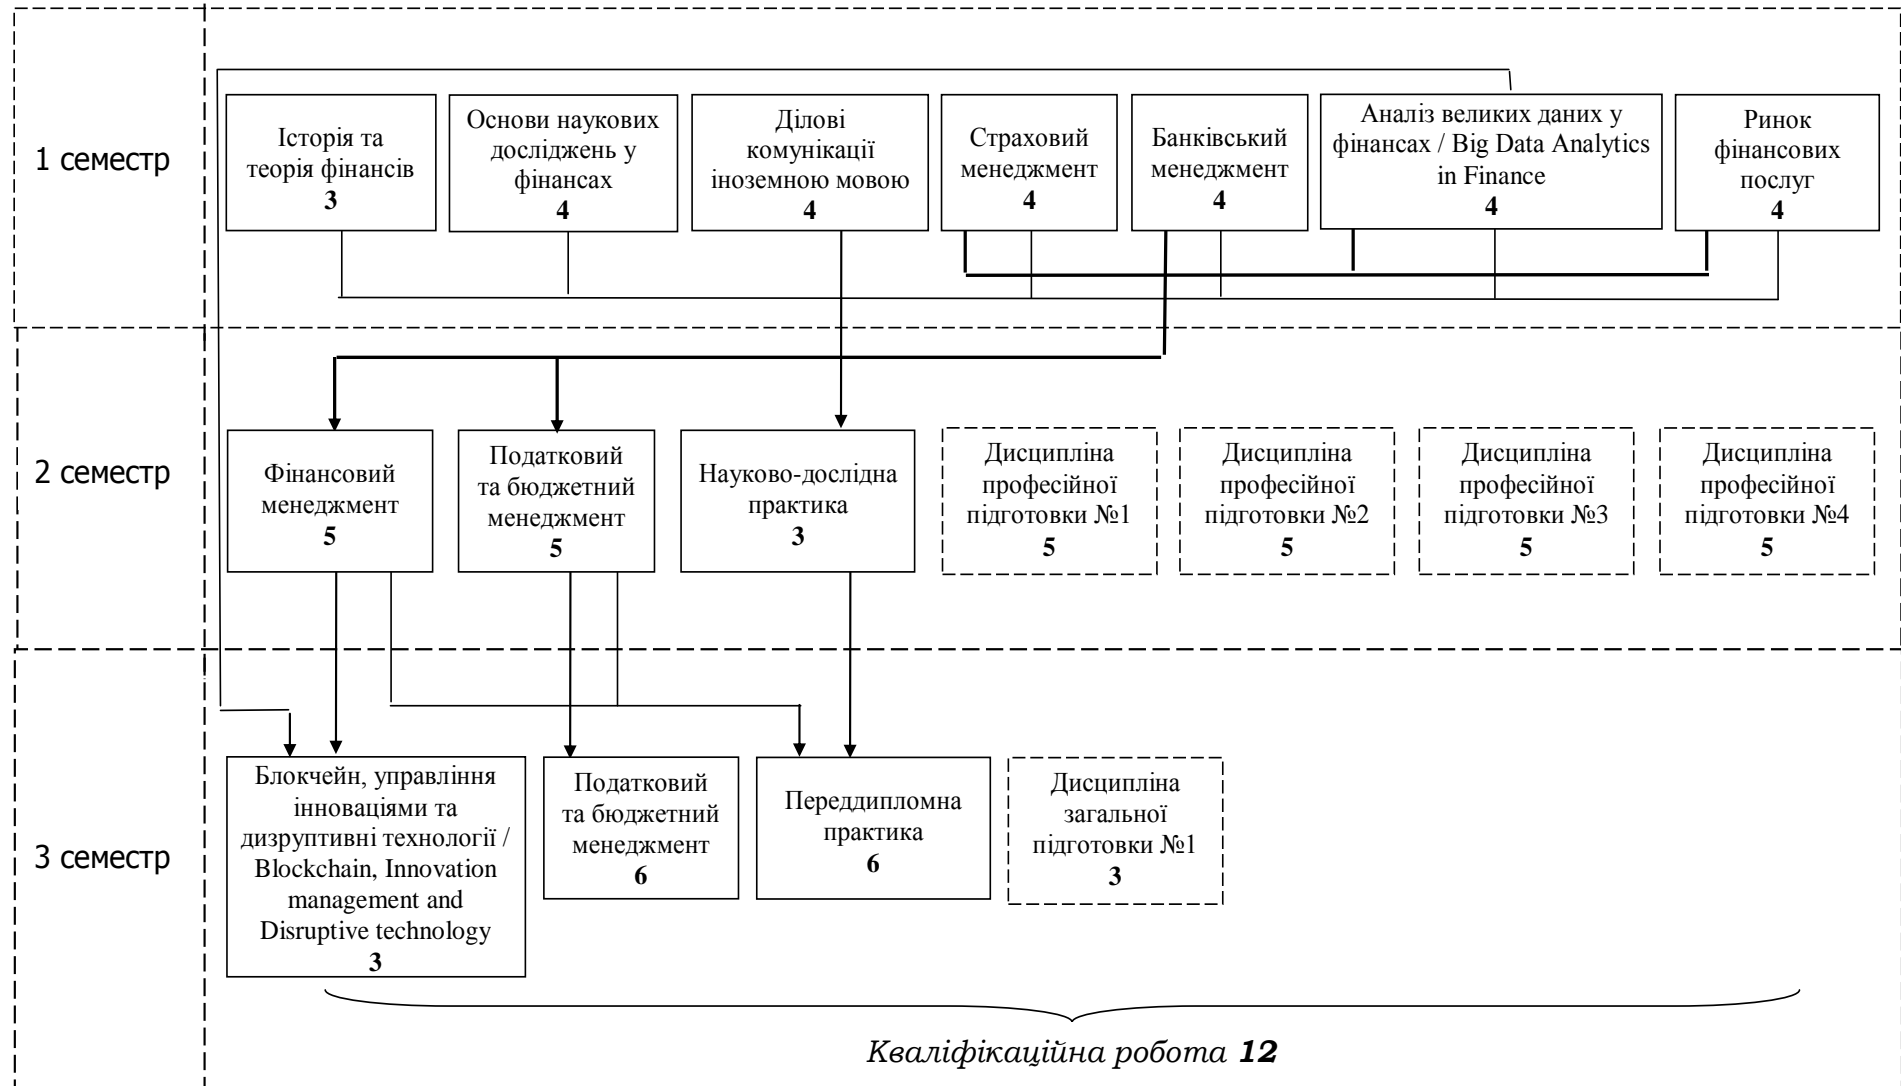 1 семестр
Історія та
теорія фінансів
3
Основи наукових
досліджень у
фінансах
4
Ділові
комунікації
іноземною мовою
4
Страховий
менеджмент
4
Банківський
менеджмент
4
Аналіз великих даних у
фінансах / Big Data Analytics
in Finance
4
Ринок
фінансових
послуг
4
2 семестр
Фінансовий
менеджмент
5
Податковий
та бюджетний
менеджмент
5
Науково-дослідна
практика
3
Дисципліна
професійної
підготовки №1
5
Дисципліна
професійної
підготовки №2
5
Дисципліна
професійної
підготовки №3
5
Дисципліна
професійної
підготовки №4
5
3 семестр
Блокчейн, управління
інноваціями та
дизруптивні технології /
Blockchain, Innovation
management and
Disruptive technology
3
Податковий
та бюджетний
менеджмент
6
Переддипломна
практика
6
Дисципліна
загальної
підготовки №1
3
Кваліфікаційна робота 12